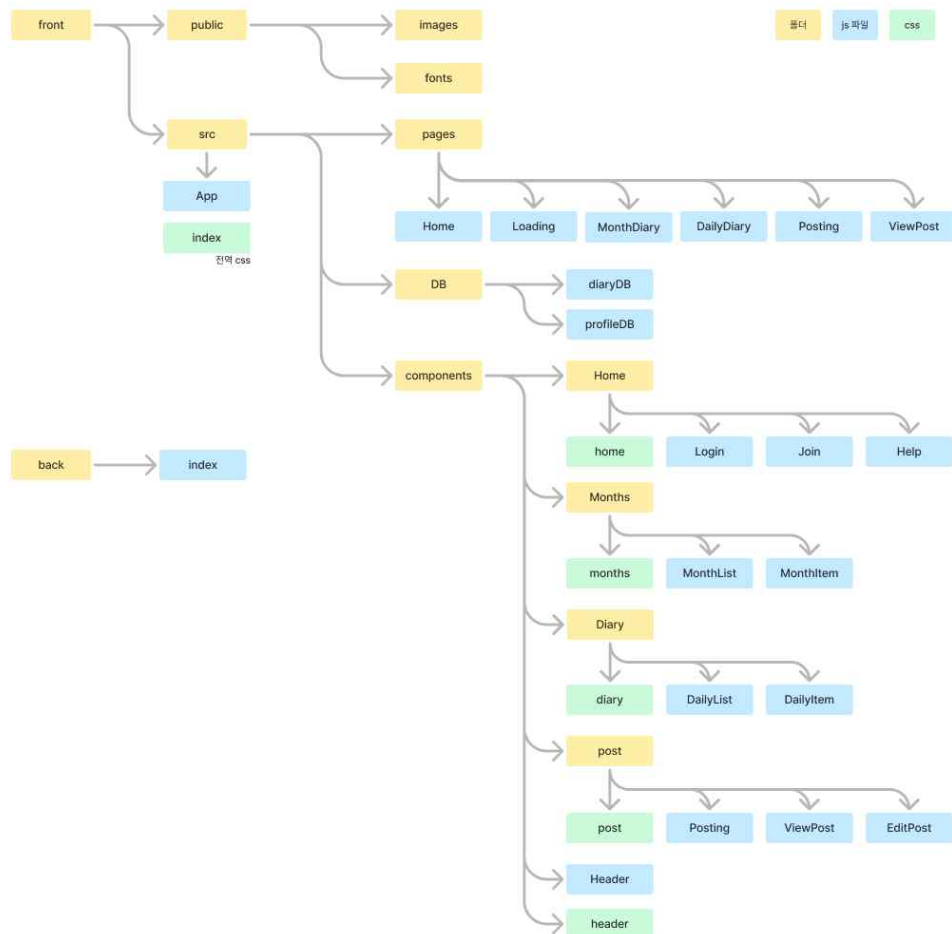 front
public
images
폴더
js 파일
css
fonts
src
pages
App
index
전역 css
Home
Loading
MonthDiary
DailyDiary
Posting
ViewPost
DB
diaryDB
profileDB
components
Home
home
Login
Join
Help
back
index
Months
months
MonthList
MonthItem
Diary
diary
DailyList
DailyItem
post
post
Posting
ViewPost
EditPost
Header
header